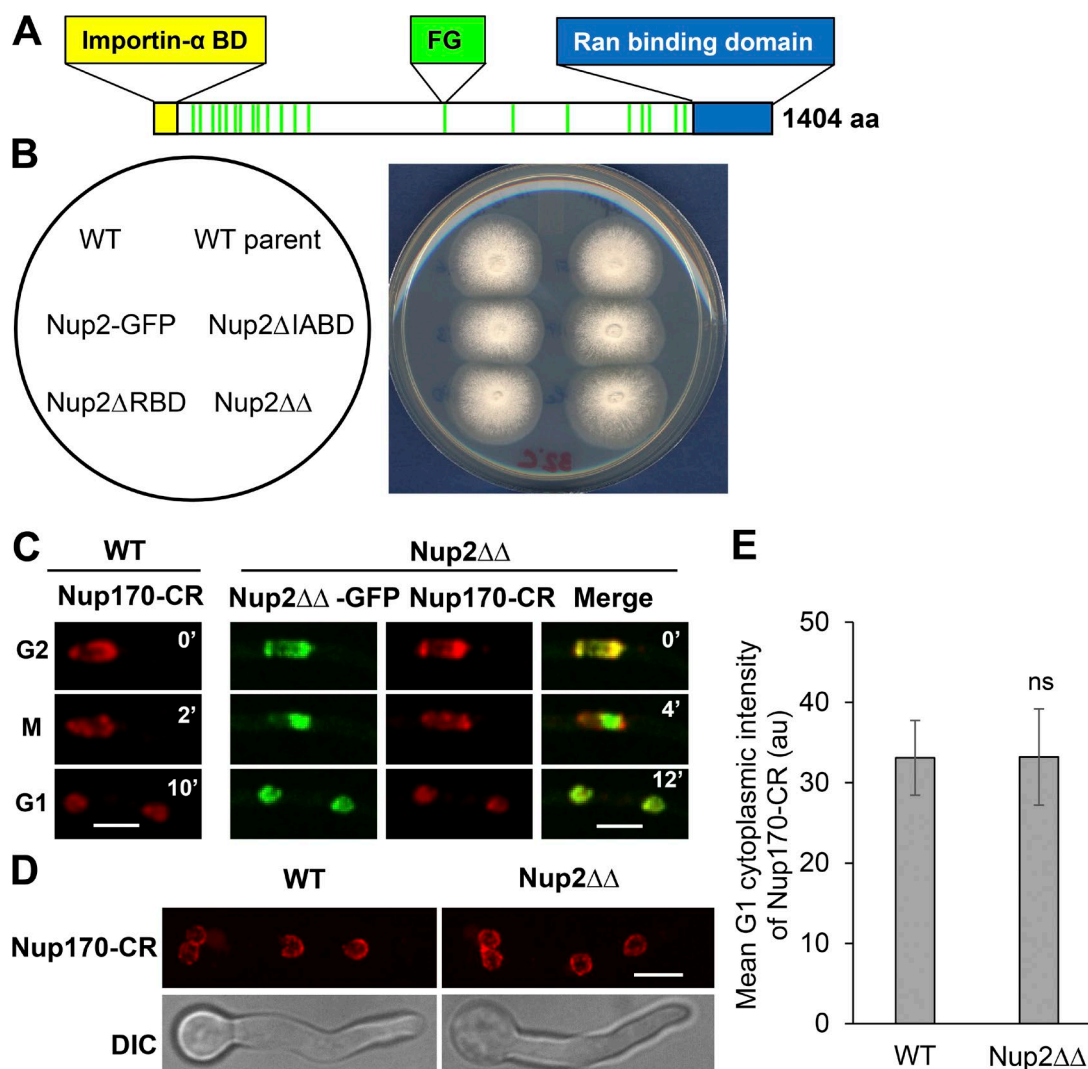 A
Importin-α BD
FG
Ran binding domain
1404 aa
B
WT WT parent
Nup2-GFP Nup2ΔIABD
Nup2ΔRBD Nup2ΔΔ
32°C
C
WT Nup2ΔΔ
Nup170-CR Nup2ΔΔ -GFP Nup170-CR Merge
G2 0’ 0’
M 2’ 4’
G1 10’ 12’
D
WT Nup2ΔΔ
Nup170-CR
DIC
E
Mean G1 cytoplasmic intensity
of Nup170-CR (au)
50
40
30
20
10
0
ns
WT Nup2ΔΔ